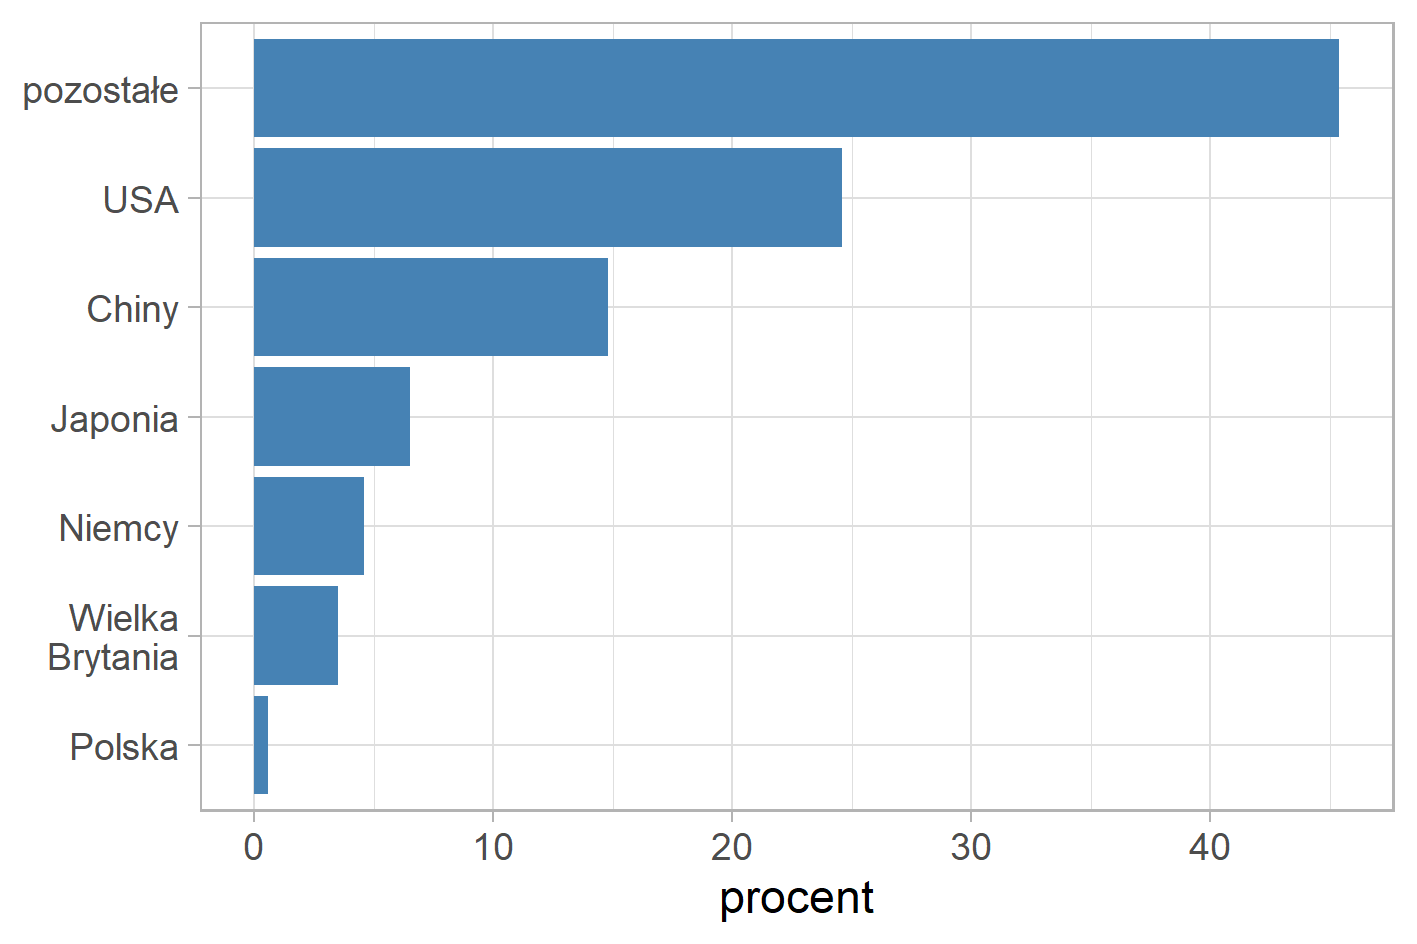 pozostałe
USA
Chiny
Japonia
Niemcy
Wielka
Brytania
Polska
0 10 20 30 40
procent